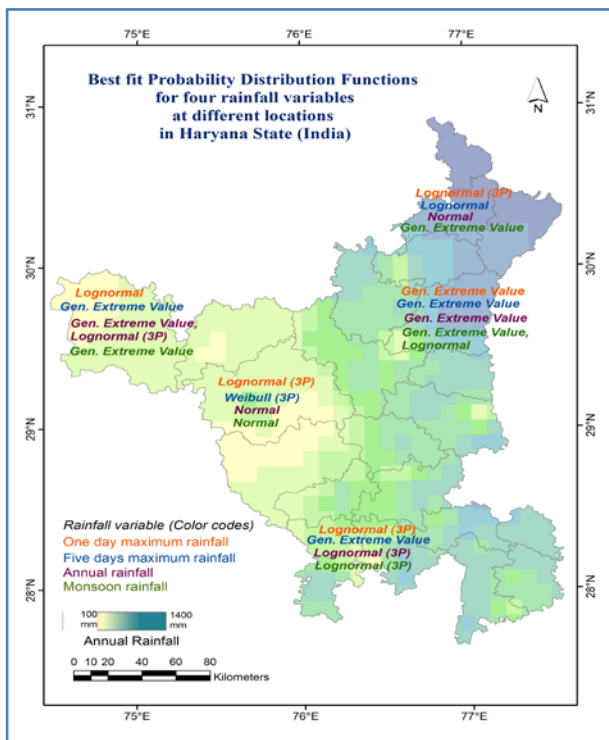 75°E 76°E 77°E
Best fit Probability Distribution Functions
for four rainfall variables
at different locations
in Haryana State (India)
N
31°N 31°N
30°N 30°N
29°N 29°N
28°N 28°N
Lognormal (3P)
Lognormal
Normal
Gen. Extreme Value
Lognormal
Gen. Extreme Value
Gen. Extreme Value,
Lognormal (3P)
Gen. Extreme Value
Gen. Extreme Value
Gen. Extreme Value
Gen. Extreme Value
Gen. Extreme Value,
Lognormal
Lognormal (3P)
Weibull (3P)
Normal
Normal
Lognormal (3P)
Gen. Extreme Value
Lognormal (3P)
Lognormal (3P)
Rainfall variable (Color codes)
One day maximum rainfall
Five days maximum rainfall
Annual rainfall
Monsoon rainfall
100 mm 1400 mm
Annual Rainfall
0 10 20 40 60 80
Kilometers
75°E 76°E 77°E